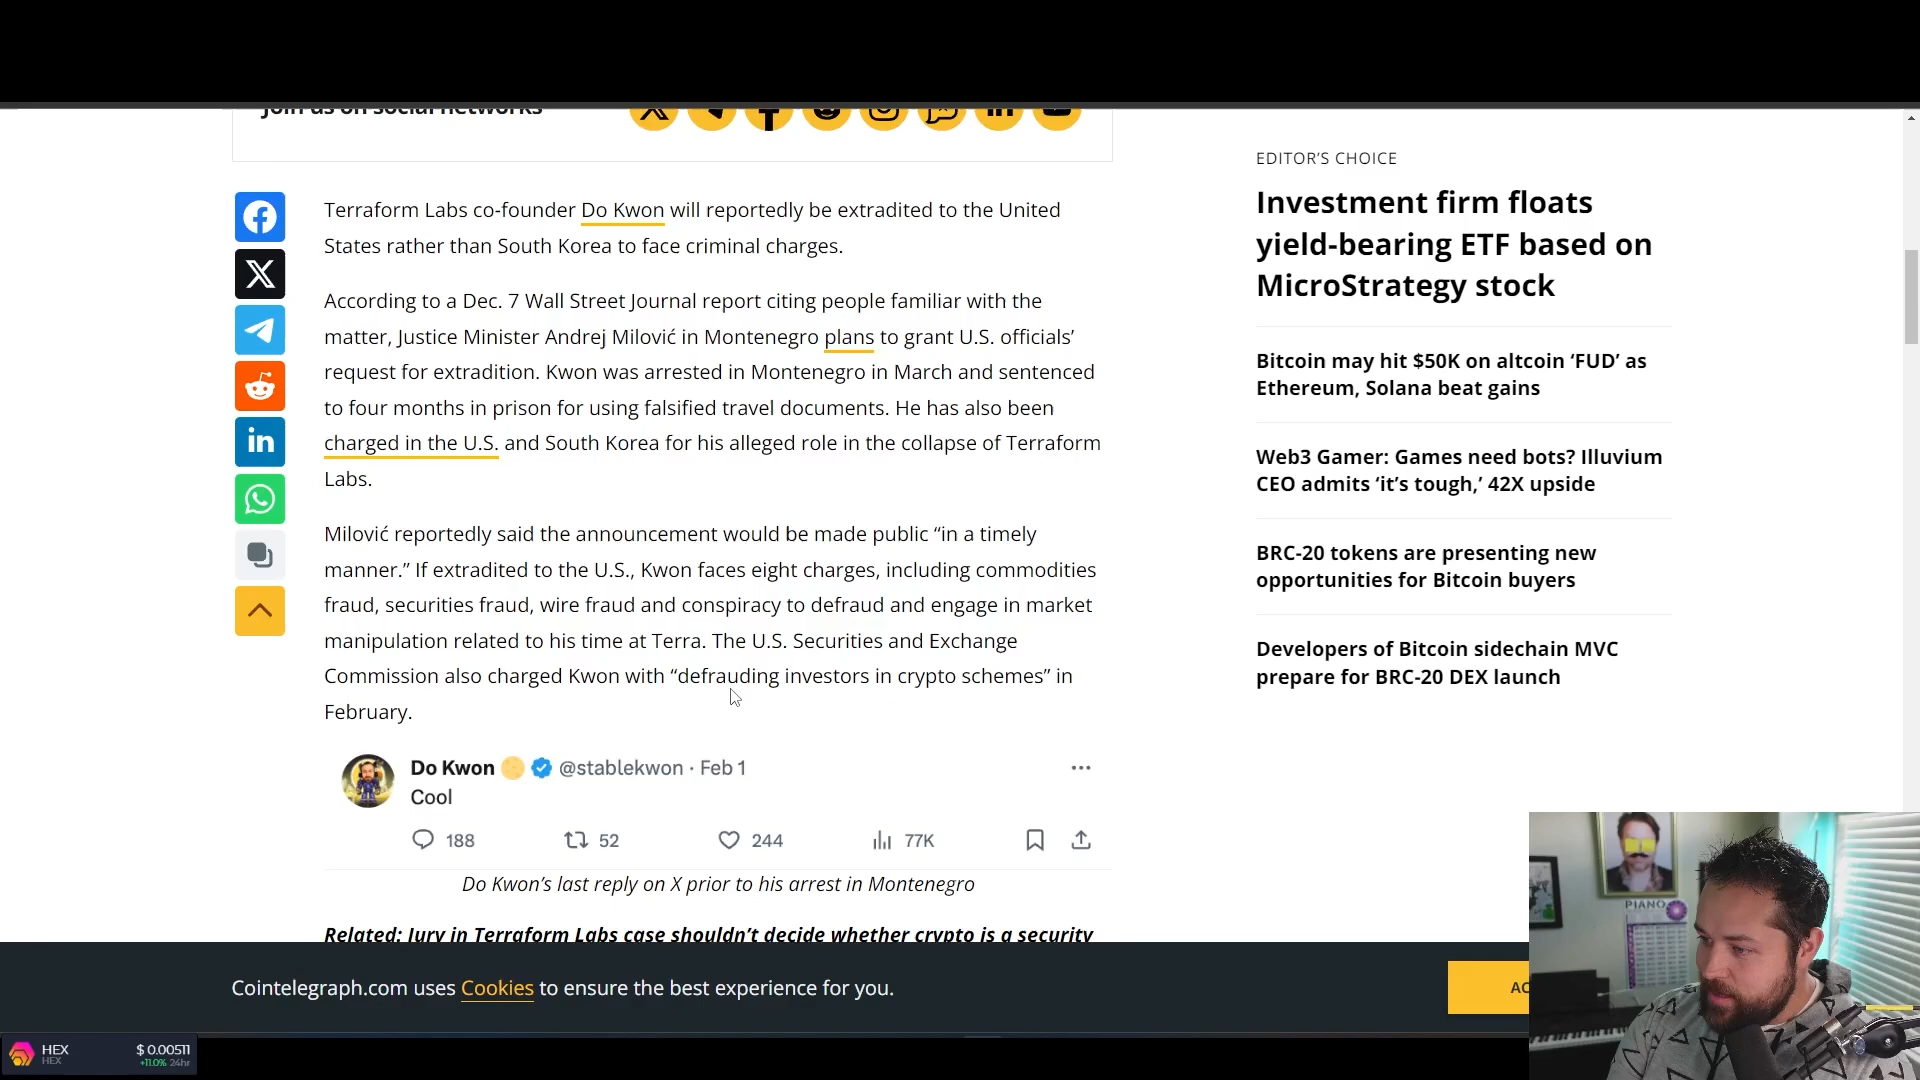 Join us on social networks
Terraform Labs co-founder Do Kwon will reportedly be extradited to the United
States rather than South Korea to face criminal charges.
According to a Dec. 7 Wall Street Journal report citing people familiar with the
matter, Justice Minister Andrej Milović in Montenegro plans to grant U.S. officials’
request for extradition. Kwon was arrested in Montenegro in March and sentenced
to four months in prison for using falsified travel documents. He has also been
charged in the U.S. and South Korea for his alleged role in the collapse of Terraform
Labs.
Milović reportedly said the announcement would be made public “in a timely
manner.” If extradited to the U.S., Kwon faces eight charges, including commodities
fraud, securities fraud, wire fraud and conspiracy to defraud and engage in market
manipulation related to his time at Terra. The U.S. Securities and Exchange
Commission also charged Kwon with “defrauding investors in crypto schemes” in
February.
Do Kwon @stablekwon · Feb 1
Cool
188 52 244 77K
Do Kwon’s last reply on X prior to his arrest in Montenegro
Related: Jury in Terraform Labs case shouldn’t decide whether crypto is a security
EDITOR’S CHOICE
Investment firm floats
yield-bearing ETF based on
MicroStrategy stock
Bitcoin may hit $50K on altcoin ‘FUD’ as
Ethereum, Solana beat gains
Web3 Gamer: Games need bots? Illuvium
CEO admits ‘it’s tough,’ 42X upside
BRC-20 tokens are presenting new
opportunities for Bitcoin buyers
Developers of Bitcoin sidechain MVC
prepare for BRC-20 DEX launch
PIANO
Cointelegraph.com uses Cookies to ensure the best experience for you.
AC
HEX $ 0.00511
HEX +11.0% 24hr